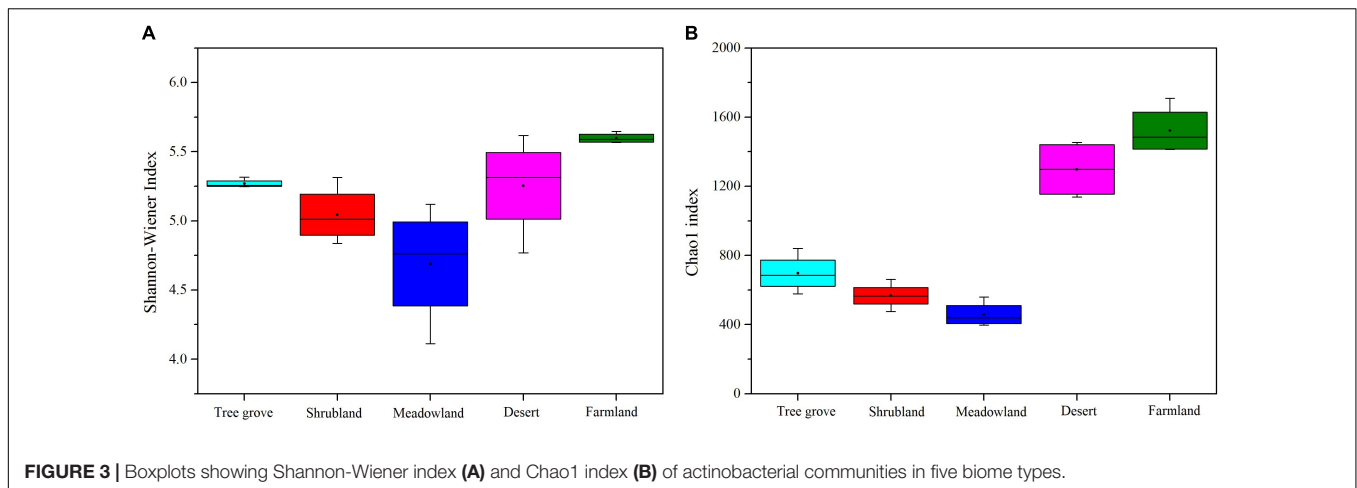 A
B
Shannon-Wiener Index
6.0
5.5
5.0
4.5
4.0
Tree grove
Shrubland
Meadowland
Desert
Farmland
Chao1 index
2000
1600
1200
800
400
0
Tree grove
Shrubland
Meadowland
Desert
Farmland
FIGURE 3 | Boxplots showing Shannon-Wiener index (A) and Chao1 index (B) of actinobacterial communities in five biome types.